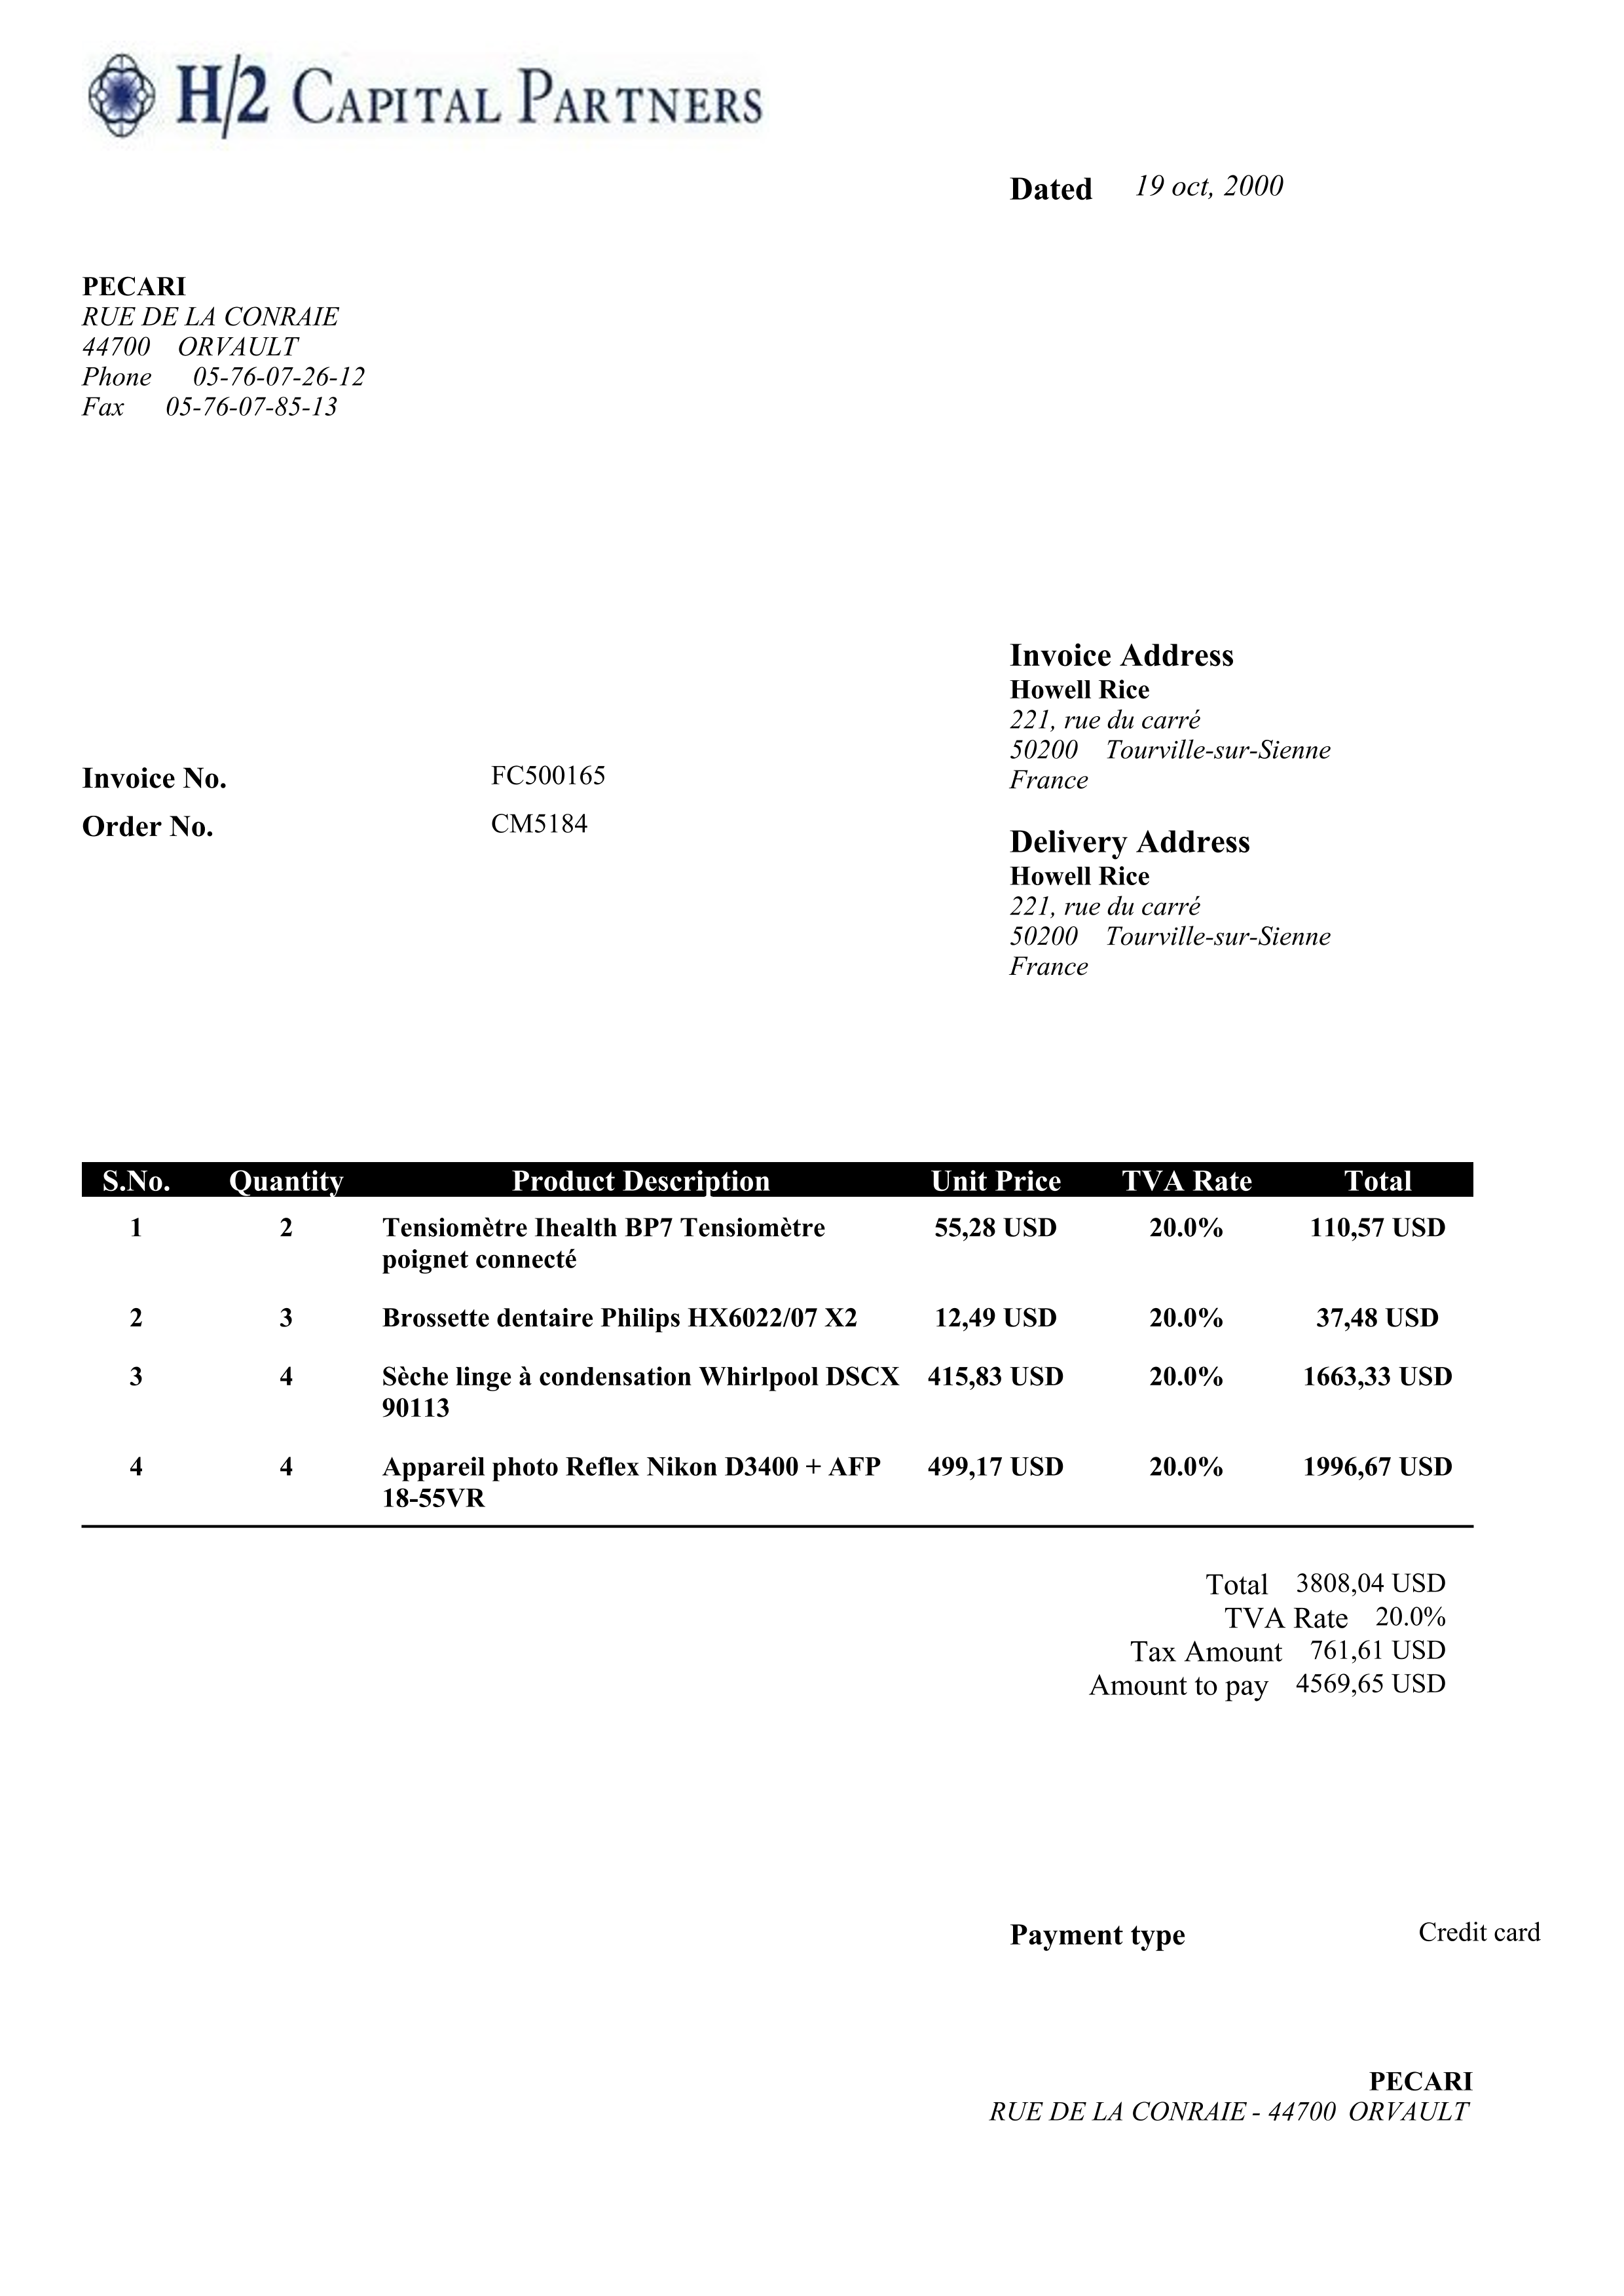 H/2 CAPITAL PARTNERS
Dated 19 oct, 2000
PECARI
RUE DE LA CONRAIE
44700 ORVAULT
Phone 05-76-07-26-12
Fax 05-76-07-85-13
Invoice Address
Howell Rice
221, rue du carré
50200 Tourville-sur-Sienne
France
Invoice No. FC500165
Order No. CM5184
Delivery Address
Howell Rice
221, rue du carré
50200 Tourville-sur-Sienne
France
S.No. Quantity Product Description Unit Price TVA Rate Total
1 2 Tensiomètre Ihealth BP7 Tensiomètre 55,28 USD 20.0% 110,57 USD
poignet connecté
2 3 Brossette dentaire Philips HX6022/07 X2 12,49 USD 20.0% 37,48 USD
3 4 Sèche linge à condensation Whirlpool DSCX 415,83 USD 20.0% 1663,33 USD
90113
4 4 Appareil photo Reflex Nikon D3400 + AFP 499,17 USD 20.0% 1996,67 USD
18-55VR
Total 3808,04 USD
TVA Rate 20.0%
Tax Amount 761,61 USD
Amount to pay 4569,65 USD
Payment type Credit card
PECARI
RUE DE LA CONRAIE - 44700 ORVAULT